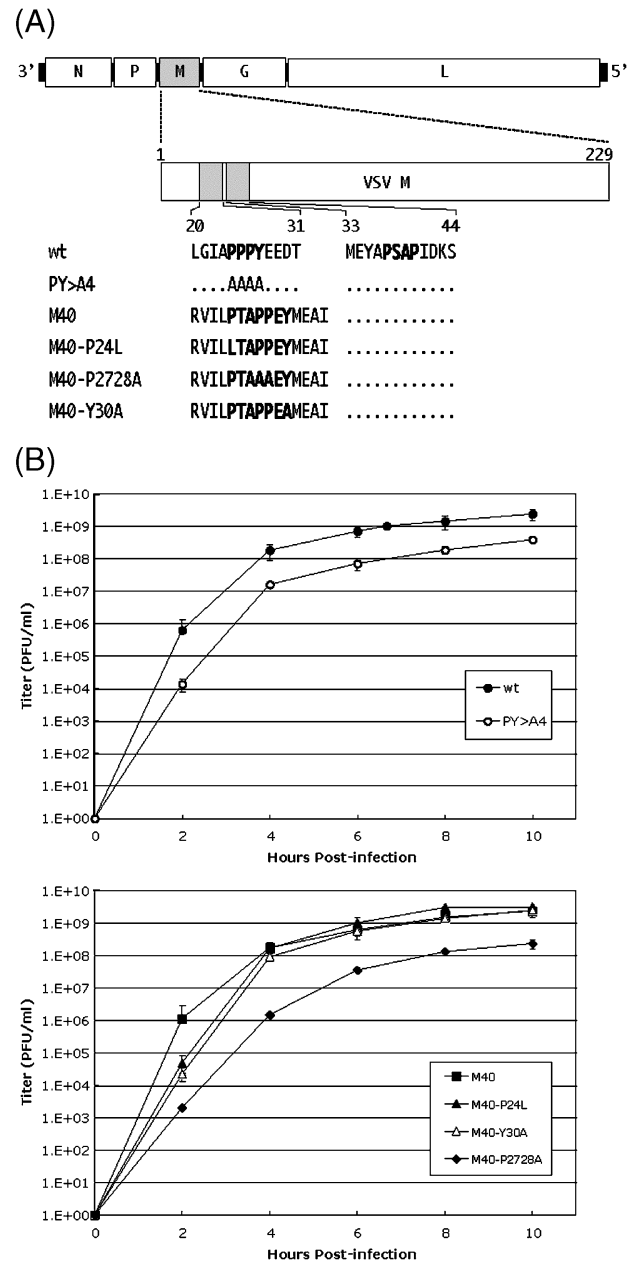 (A)
3’ N P M G L 5’
1 229
VSV M
20 31 33 44
wt LGIAPPPYEEDT MEYAPSAPIDKS
PY>A4 ....AAAA.... ............
M40 RVILPTAPPEYMEAI ............
M40-P24L RVILLTAPPEYMEAI ............
M40-P2728A RVILPTAAAEYMEAI ............
M40-Y30A RVILPTAPPEAMEAI ............
(B)
1.E+10
1.E+09
1.E+08
1.E+07
1.E+06
1.E+05
1.E+04
1.E+03
1.E+02
1.E+01
1.E+00
Titer (PFU/ml)
wt
PY>A4
0 2 4 6 8 10
Hours Post-infection
1.E+10
1.E+09
1.E+08
1.E+07
1.E+06
1.E+05
1.E+04
1.E+03
1.E+02
1.E+01
1.E+00
Titer (PFU/ml)
M40
M40-P24L
M40-Y30A
M40-P2728A
0 2 4 6 8 10
Hours Post-infection